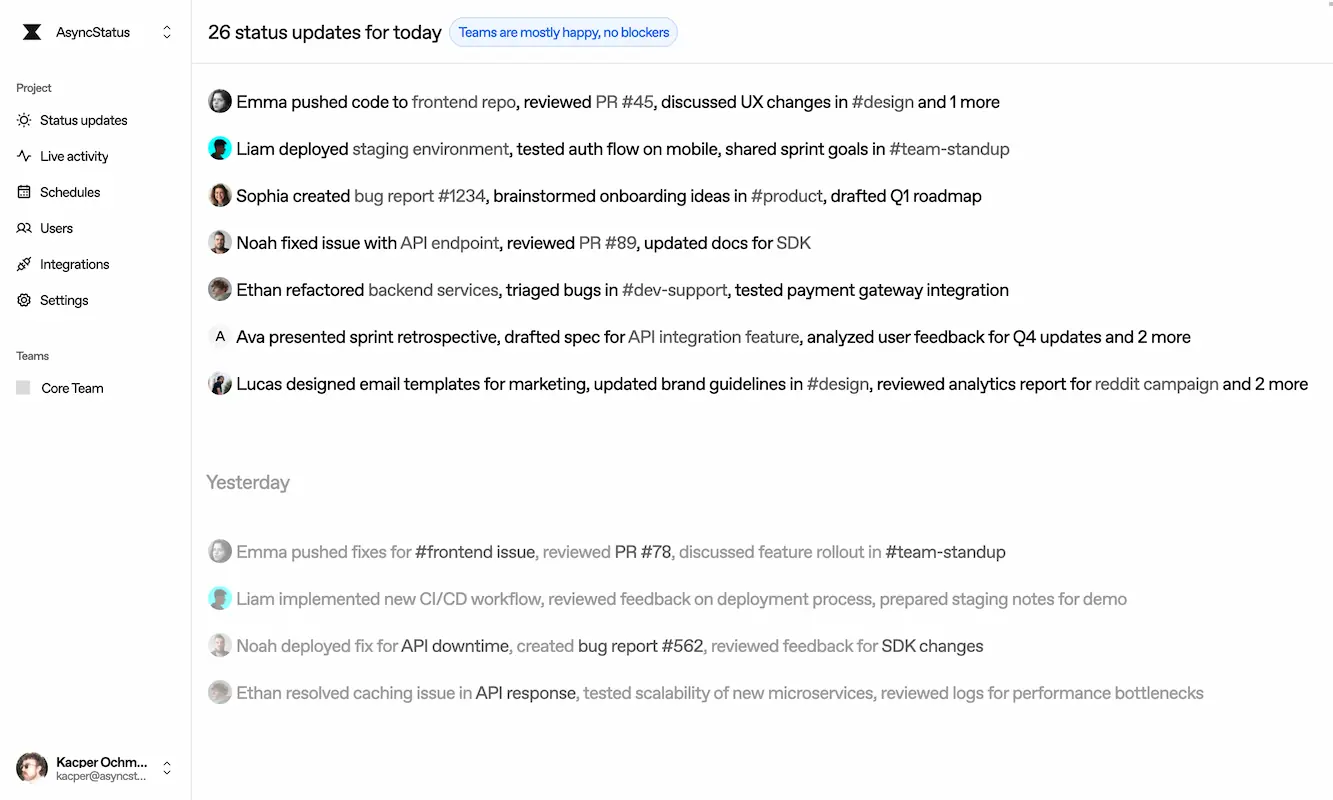 AsyncStatus
Project
Status updates
Live activity
Schedules
Users
Integrations
Settings
Teams
Core Team
Kacper Ochm...
kacper@asyncst...
26 status updates for today
Teams are mostly happy, no blockers
Emma pushed code to frontend repo, reviewed PR #45, discussed UX changes in #design and 1 more
Liam deployed staging environment, tested auth flow on mobile, shared sprint goals in #team-standup
Sophia created bug report #1234, brainstormed onboarding ideas in #product, drafted Q1 roadmap
Noah fixed issue with API endpoint, reviewed PR #89, updated docs for SDK
Ethan refactored backend services, triaged bugs in #dev-support, tested payment gateway integration
A Ava presented sprint retrospective, drafted spec for API integration feature, analyzed user feedback for Q4 updates and 2 more
Lucas designed email templates for marketing, updated brand guidelines in #design, reviewed analytics report for reddit campaign and 2 more
Yesterday
Emma pushed fixes for #frontend issue, reviewed PR #78, discussed feature rollout in #team-standup
Liam implemented new CI/CD workflow, reviewed feedback on deployment process, prepared staging notes for demo
Noah deployed fix for API downtime, created bug report #562, reviewed feedback for SDK changes
Ethan resolved caching issue in API response, tested scalability of new microservices, reviewed logs for performance bottlenecks